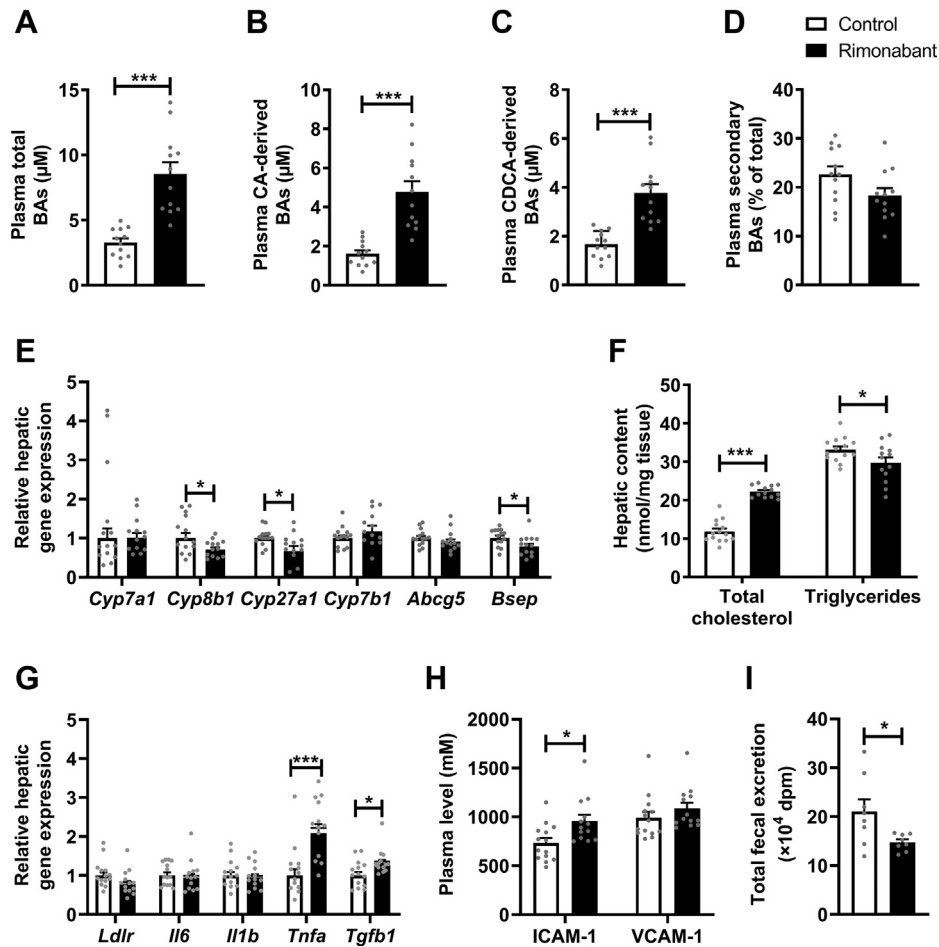 A
B
C
D
Control
Rimonabant
Plasma total
BAs (μM)
15
10
5
0
***
Plasma CA-derived
BAs (μM)
10
8
6
4
2
0
***
Plasma CDCA-derived
BAs (μM)
8
6
4
2
0
***
Plasma secondary
BAs (% of total)
40
30
20
10
0
E
Relative hepatic
gene expression
5
4
3
2
1
0
* * *
Cyp7a1 Cyp8b1 Cyp27a1 Cyp7b1 Abcg5 Bsep
F
Hepatic content
(nmol/mg tissue)
50
40
30
20
10
0
*** *
Total
cholesterol
Triglycerides
G
Relative hepatic
gene expression
5
4
3
2
1
0
*** *
Ldlr Il6 Il1b Tnfa Tgfb1
H
Plasma level (mM)
2000
1500
1000
500
0
*
ICAM-1 VCAM-1
I
Total fecal excretion
(×10⁴ dpm)
40
30
20
10
0
*